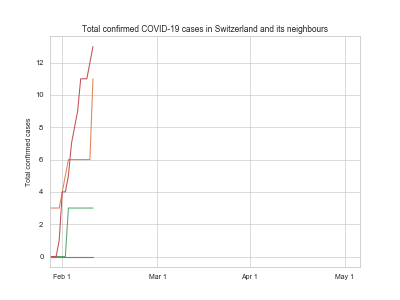 Total confirmed COVID-19 cases in Switzerland and its neighbours
Total confirmed cases
12
10
8
6
4
2
0
Feb 1
Mar 1
Apr 1
May 1